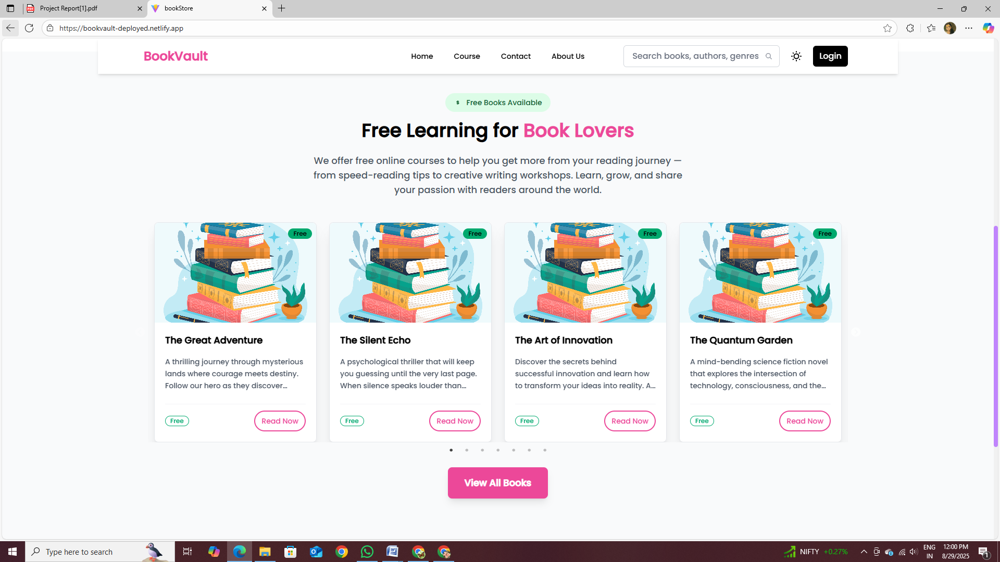 Project Report[1].pdf
bookStore
https://bookvault-deployed.netlify.app
BookVault
Home
Course
Contact
About Us
Search books, authors, genres
Login
$ Free Books Available
Free Learning for Book Lovers
We offer free online courses to help you get more from your reading journey —
from speed-reading tips to creative writing workshops. Learn, grow, and share
your passion with readers around the world.
Free
Free
Free
Free
The Great Adventure
A thrilling journey through mysterious
lands where courage meets destiny.
Follow our hero as they discover...
Free
Read Now
The Silent Echo
A psychological thriller that will keep
you guessing until the very last page.
When silence speaks louder than...
Free
Read Now
The Art of Innovation
Discover the secrets behind
successful innovation and learn how
to transform your ideas into reality. A...
Free
Read Now
The Quantum Garden
A mind-bending science fiction novel
that explores the intersection of
technology, consciousness, and the...
Free
Read Now
View All Books
Type here to search
NIFTY +0.27%
ENG
IN
12:00 PM
8/29/2025
1